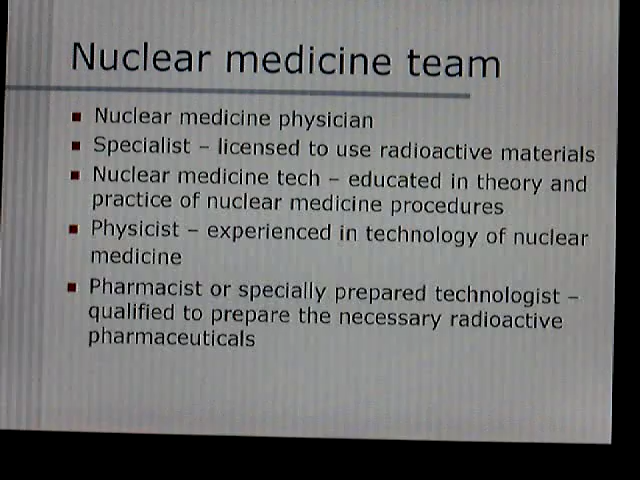 Nuclear medicine team
Nuclear medicine physician
Specialist – licensed to use radioactive materials
Nuclear medicine tech – educated in theory and
practice of nuclear medicine procedures
Physicist – experienced in technology of nuclear
medicine
Pharmacist or specially prepared technologist –
qualified to prepare the necessary radioactive
pharmaceuticals